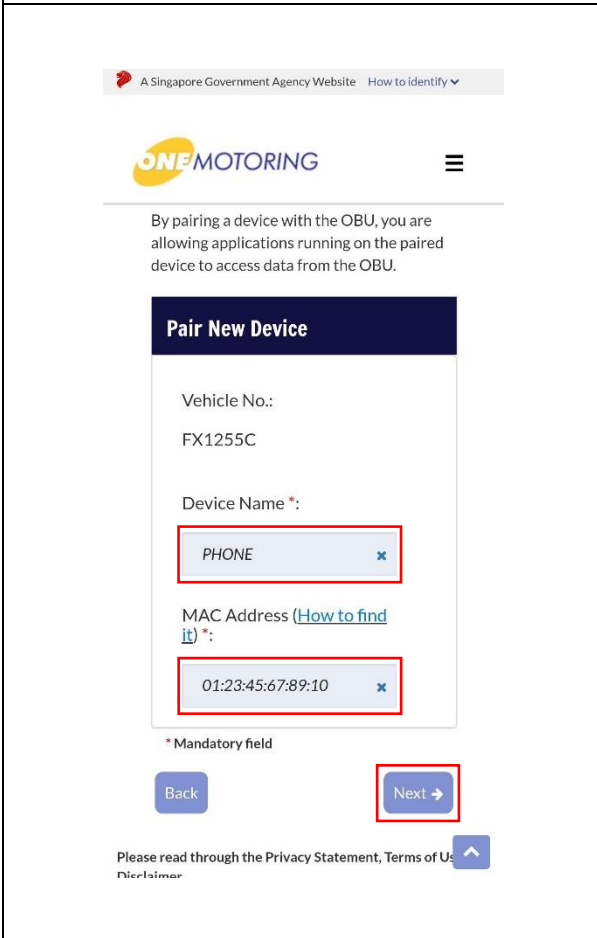 A Singapore Government Agency Website How to identify
ONEMOTORING
By pairing a device with the OBU, you are
allowing applications running on the paired
device to access data from the OBU.
Pair New Device
Vehicle No.:
FX1255C
Device Name *:
PHONE
MAC Address (How to find
it) *:
01:23:45:67:89:10
* Mandatory field
Back
Next
Please read through the Privacy Statement, Terms of Us
Disclaimer